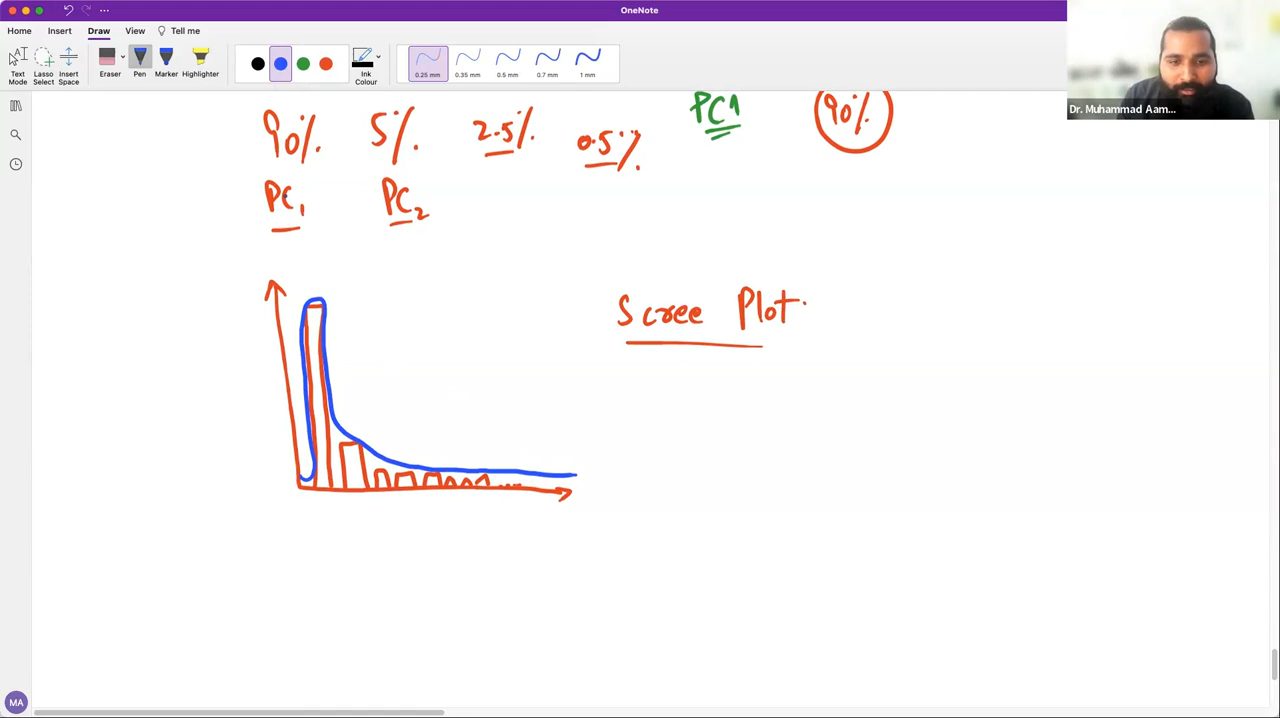 OneNote
Home Insert Draw View Tell me
Text Mode
Lasso Select
Insert Space
Eraser
Pen
Marker
Highlighter
Ink Colour
0.25 mm
0.35 mm
0.5 mm
0.7 mm
1 mm
Dr. Muhammad Aam...
90% 5% 2.5% 0.5% PC1 90%
PC1 PC2
Scree Plot
MA